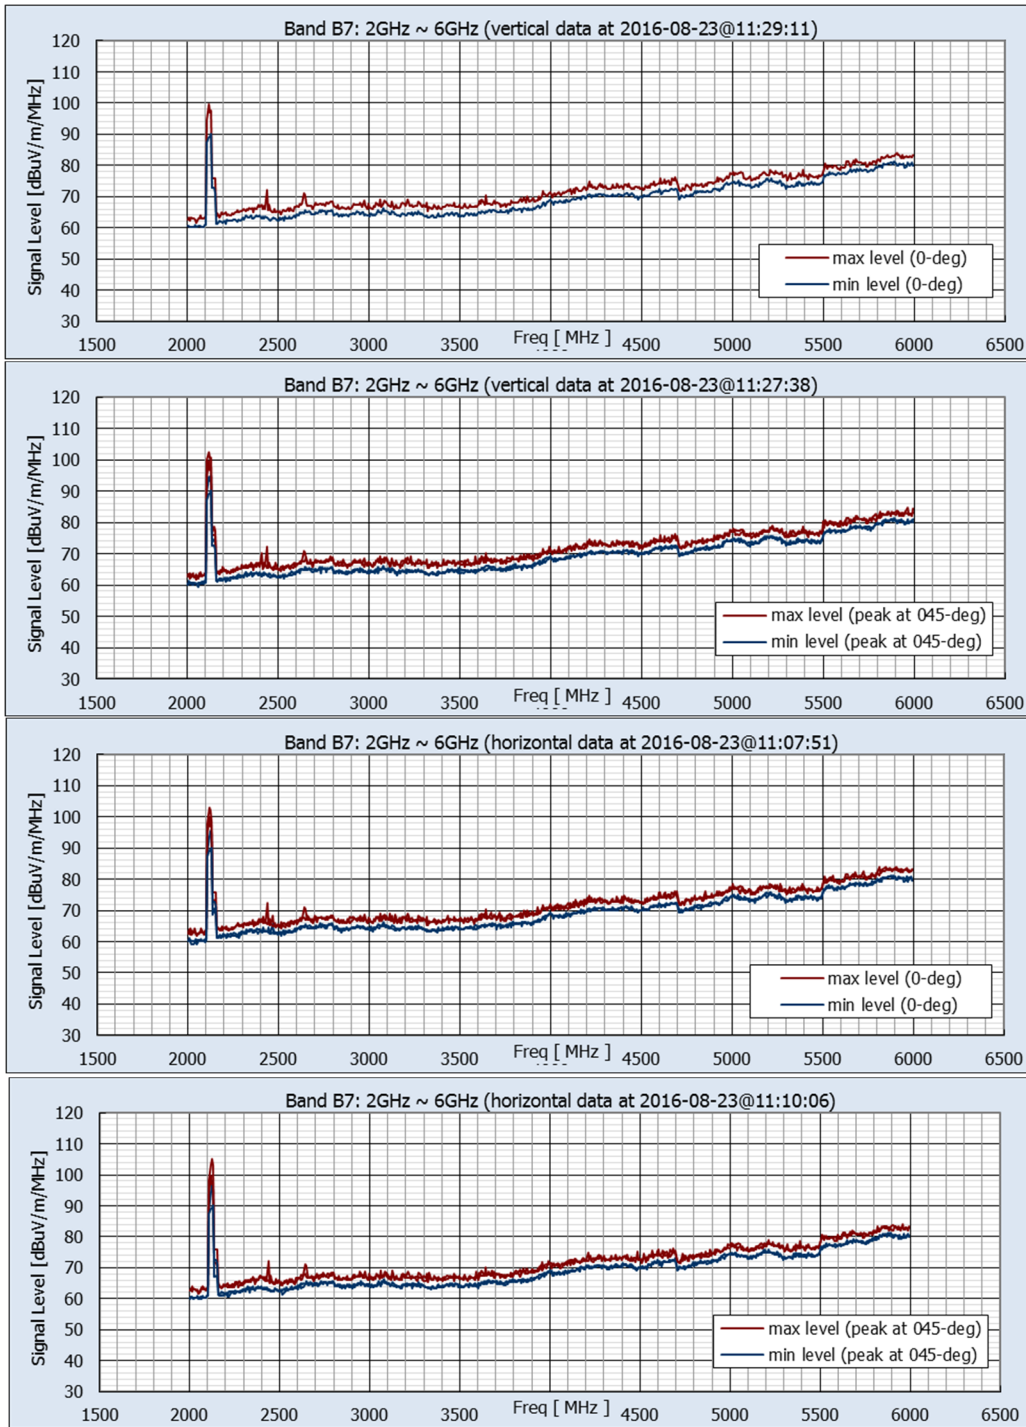 Band B7: 2GHz ~ 6GHz (vertical data at 2016-08-23@11:29:11)
Signal Level [dBuV/m/MHz]
120
110
100
90
80
70
60
50
40
30
max level (0-deg)
min level (0-deg)
1500 2000 2500 3000 3500 4500 5000 5500 6000 6500
Freq [ MHz ]
Band B7: 2GHz ~ 6GHz (vertical data at 2016-08-23@11:27:38)
Signal Level [dBuV/m/MHz]
120
110
100
90
80
70
60
50
40
30
max level (peak at 045-deg)
min level (peak at 045-deg)
1500 2000 2500 3000 3500 4500 5000 5500 6000 6500
Freq [ MHz ]
Band B7: 2GHz ~ 6GHz (horizontal data at 2016-08-23@11:07:51)
Signal Level [dBuV/m/MHz]
120
110
100
90
80
70
60
50
40
30
max level (0-deg)
min level (0-deg)
1500 2000 2500 3000 3500 4500 5000 5500 6000 6500
Freq [ MHz ]
Band B7: 2GHz ~ 6GHz (horizontal data at 2016-08-23@11:10:06)
Signal Level [dBuV/m/MHz]
120
110
100
90
80
70
60
50
40
30
max level (peak at 045-deg)
min level (peak at 045-deg)
1500 2000 2500 3000 3500 4500 5000 5500 6000 6500
Freq [ MHz ]